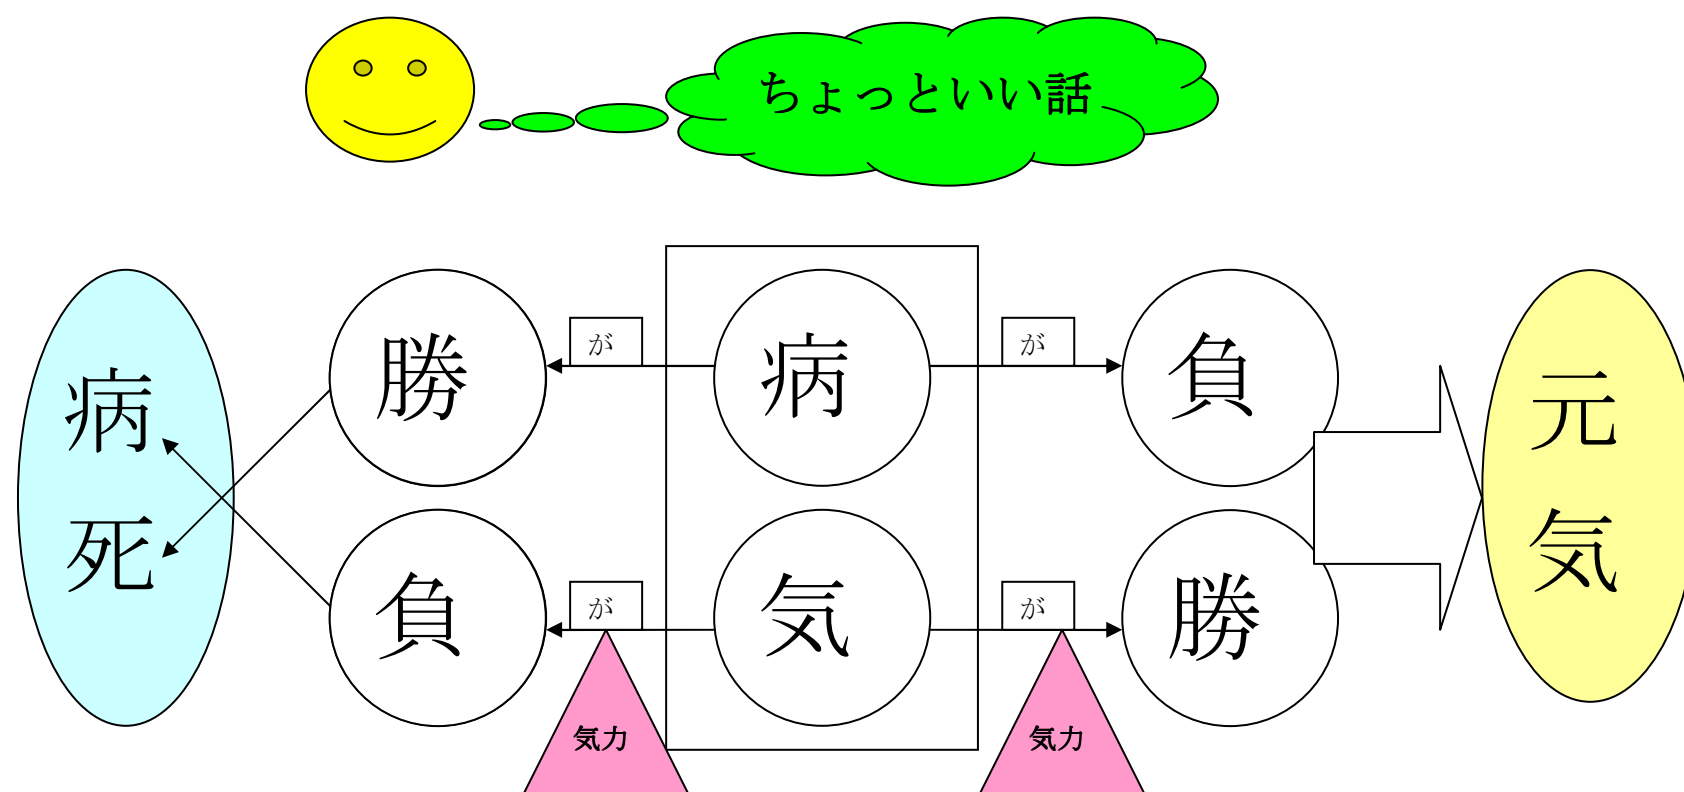 ちょっといい話
勝 が 病 が 負
病死
元気
負 が 気 が 勝
気力 気力